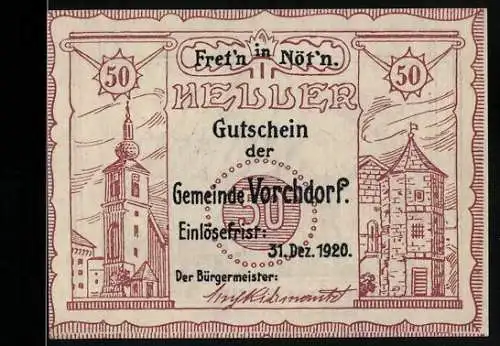 Fret'n in Nöt'n.
50 50
HELLER
Gutschein
der
Gemeinde Vorchdorf.
50
Einlösefrist:
31. Dez. 1920.
Der Bürgermeister: